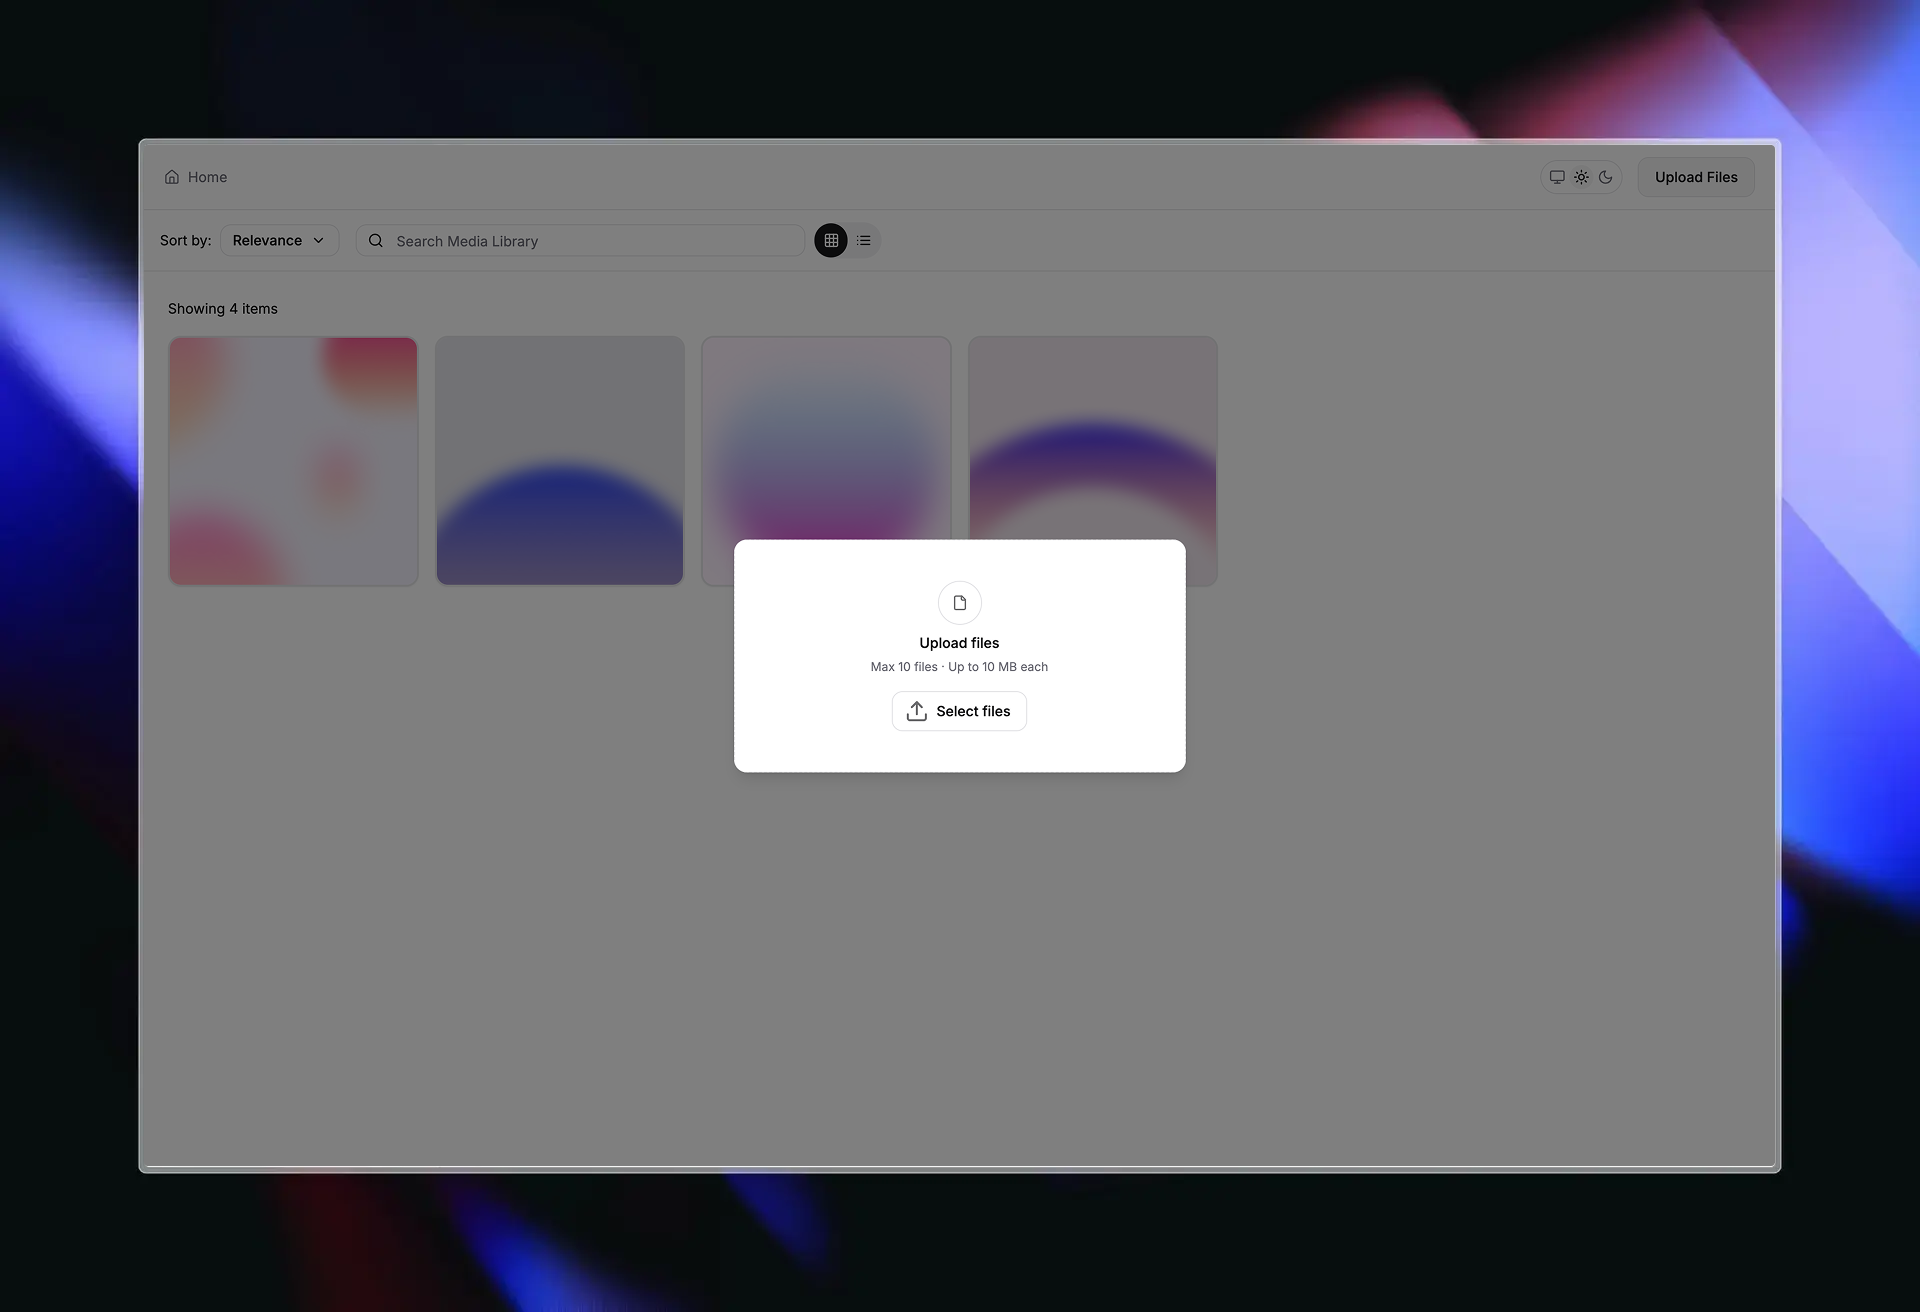 Home
Upload Files
Sort by:
Relevance
Search Media Library
Showing 4 items
Upload files
Max 10 files · Up to 10 MB each
Select files